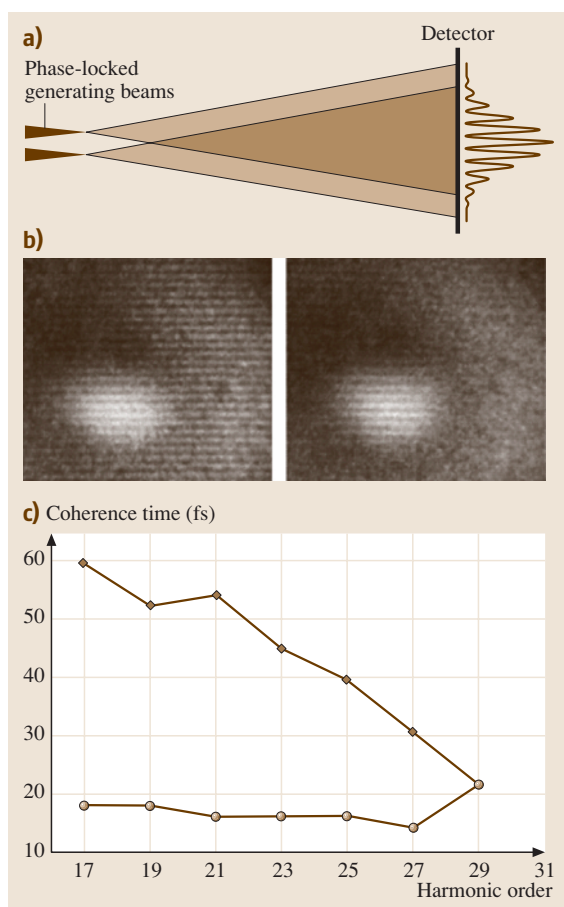 a)
Detector
Phase-locked
generating beams
b)
c) Coherence time (fs)
60
50
40
30
20
10
17 19 21 23 25 27 29 31
Harmonic order